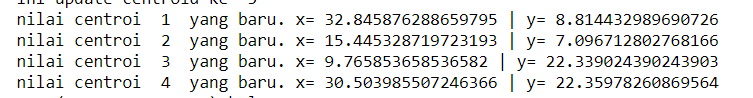 nilai centroi  1  yang baru. x= 32.845876288659795 | y= 8.814432989690726
nilai centroi  2  yang baru. x= 15.445328719723193 | y= 7.096712802768166
nilai centroi  3  yang baru. x= 9.765853658536582 | y= 22.339024390243903
nilai centroi  4  yang baru. x= 30.503985507246366 | y= 22.35978260869564